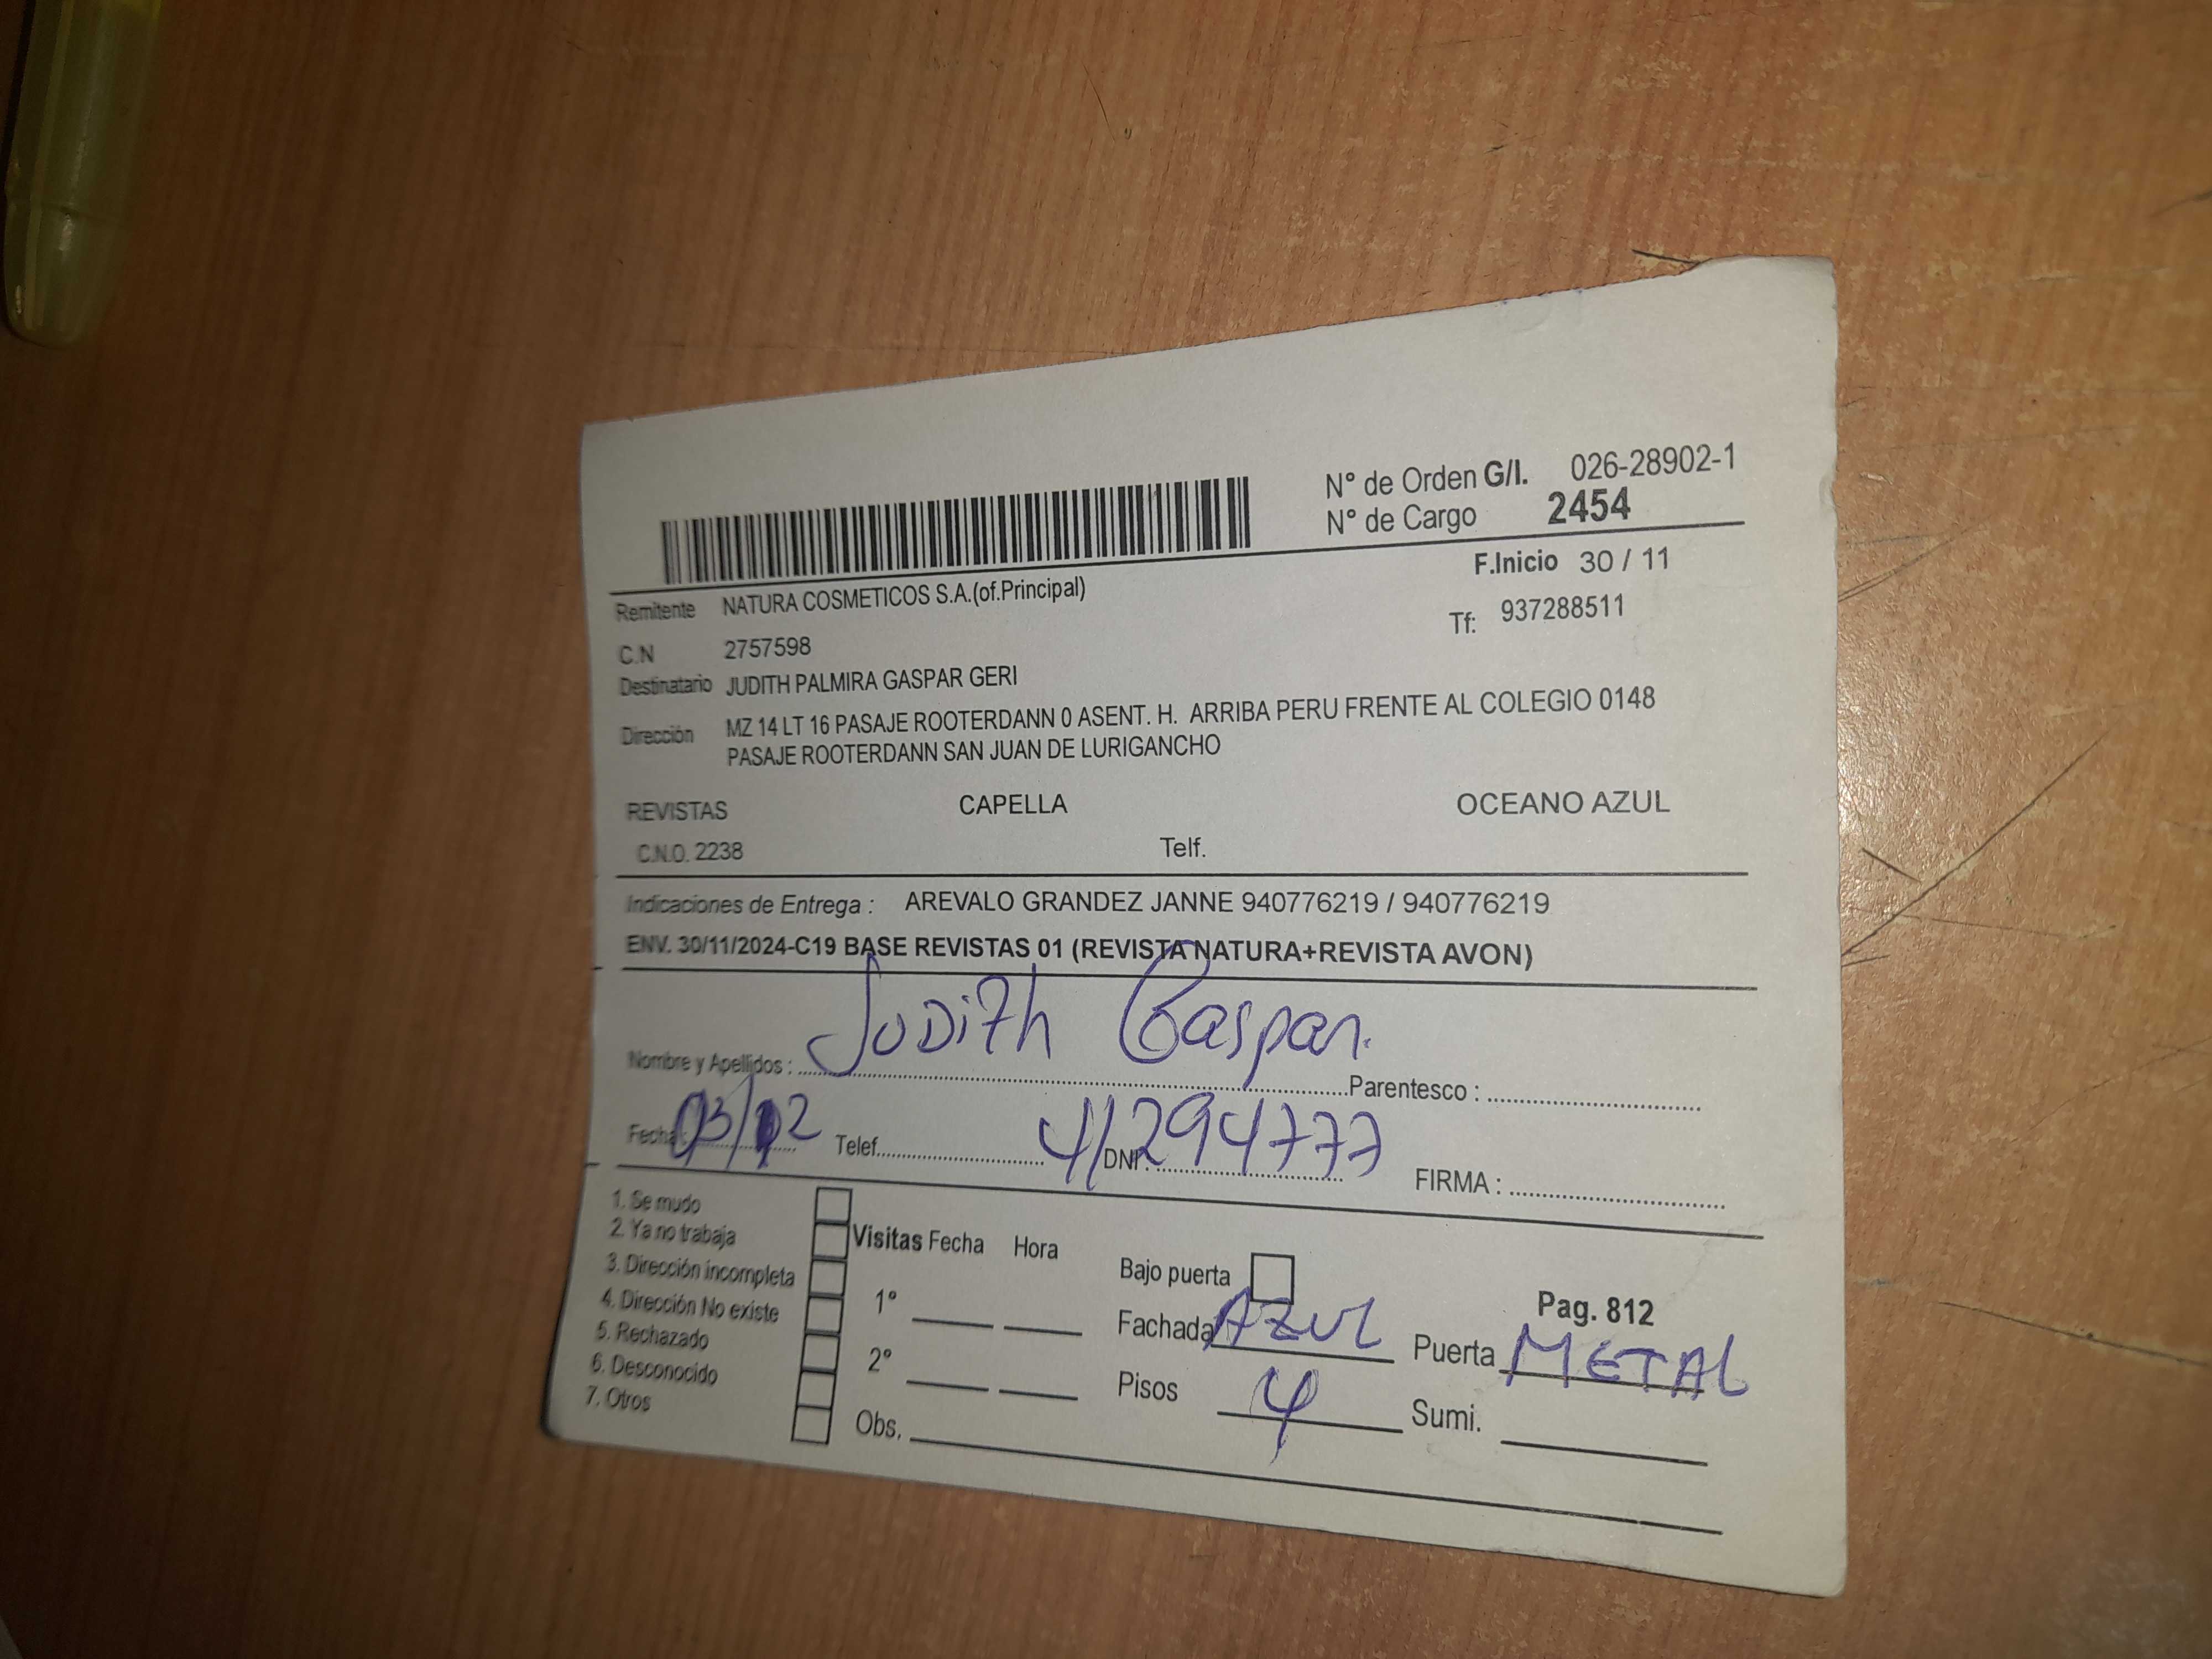 N° de Orden G/I. 026-28902-1
N° de Cargo 2454
F.Inicio 30 / 11
Remitente NATURA COSMETICOS S.A.(of.Principal)
Tf: 937288511
C.N 2757598
Destinatario JUDITH PALMIRA GASPAR GERI
Dirección MZ 14 LT 16 PASAJE ROOTERDANN 0 ASENT. H. ARRIBA PERU FRENTE AL COLEGIO 0148
PASAJE ROOTERDANN SAN JUAN DE LURIGANCHO
REVISTAS CAPELLA OCEANO AZUL
C.N.O. 2238 Telf.
Indicaciones de Entrega : AREVALO GRANDEZ JANNE 940776219 / 940776219
ENV. 30/11/2024-C19 BASE REVISTAS 01 (REVISTA NATURA+REVISTA AVON)
Nombre y Apellidos : Judith Gaspar. Parentesco :
Fecha: 03/12 Telef. DNI: 41294777 FIRMA :
1. Se mudo
2. Ya no trabaja
3. Dirección incompleta
4. Dirección No existe
5. Rechazado
6. Desconocido
7. Otros
Visitas Fecha Hora
1°
2°
Obs.
Bajo puerta
Pag. 812
Fachada AZUL Puerta METAL
Pisos 4 Sumi.